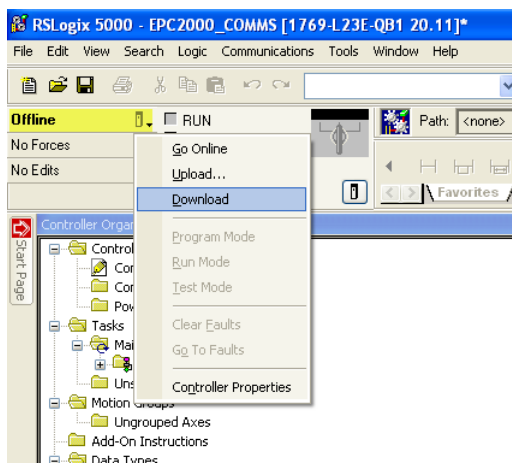 RSLogix 5000 - EPC2000_COMMS [1769-L23E-QB1 20.11]*
File Edit View Search Logic Communications Tools Window Help
Offline RUN Path: <none>
No Forces Go Online
No Edits Upload...
Download Favorites
Controller Organ
Start Page
Control Program Mode
Con Run Mode
Con Test Mode
Pow
Tasks Clear Faults
Mai Go To Faults
Uns Controller Properties
Motion Groups
Ungrouped Axes
Add-On Instructions
Data Types